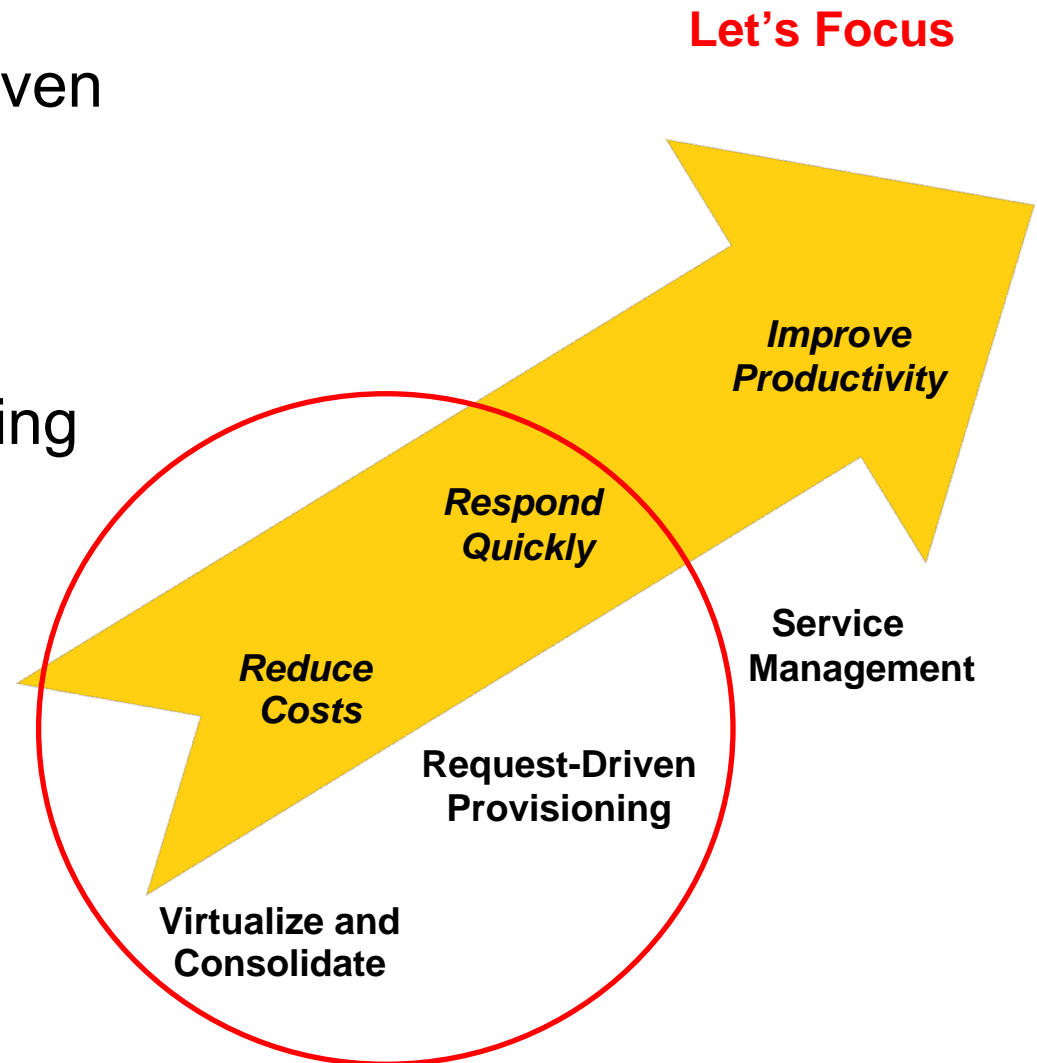 Let's Focus
ven
Improve
Productivity
ing
Respond
Quickly
Service
Management
Reduce
Costs
Request-Driven
Provisioning
Virtualize and
Consolidate